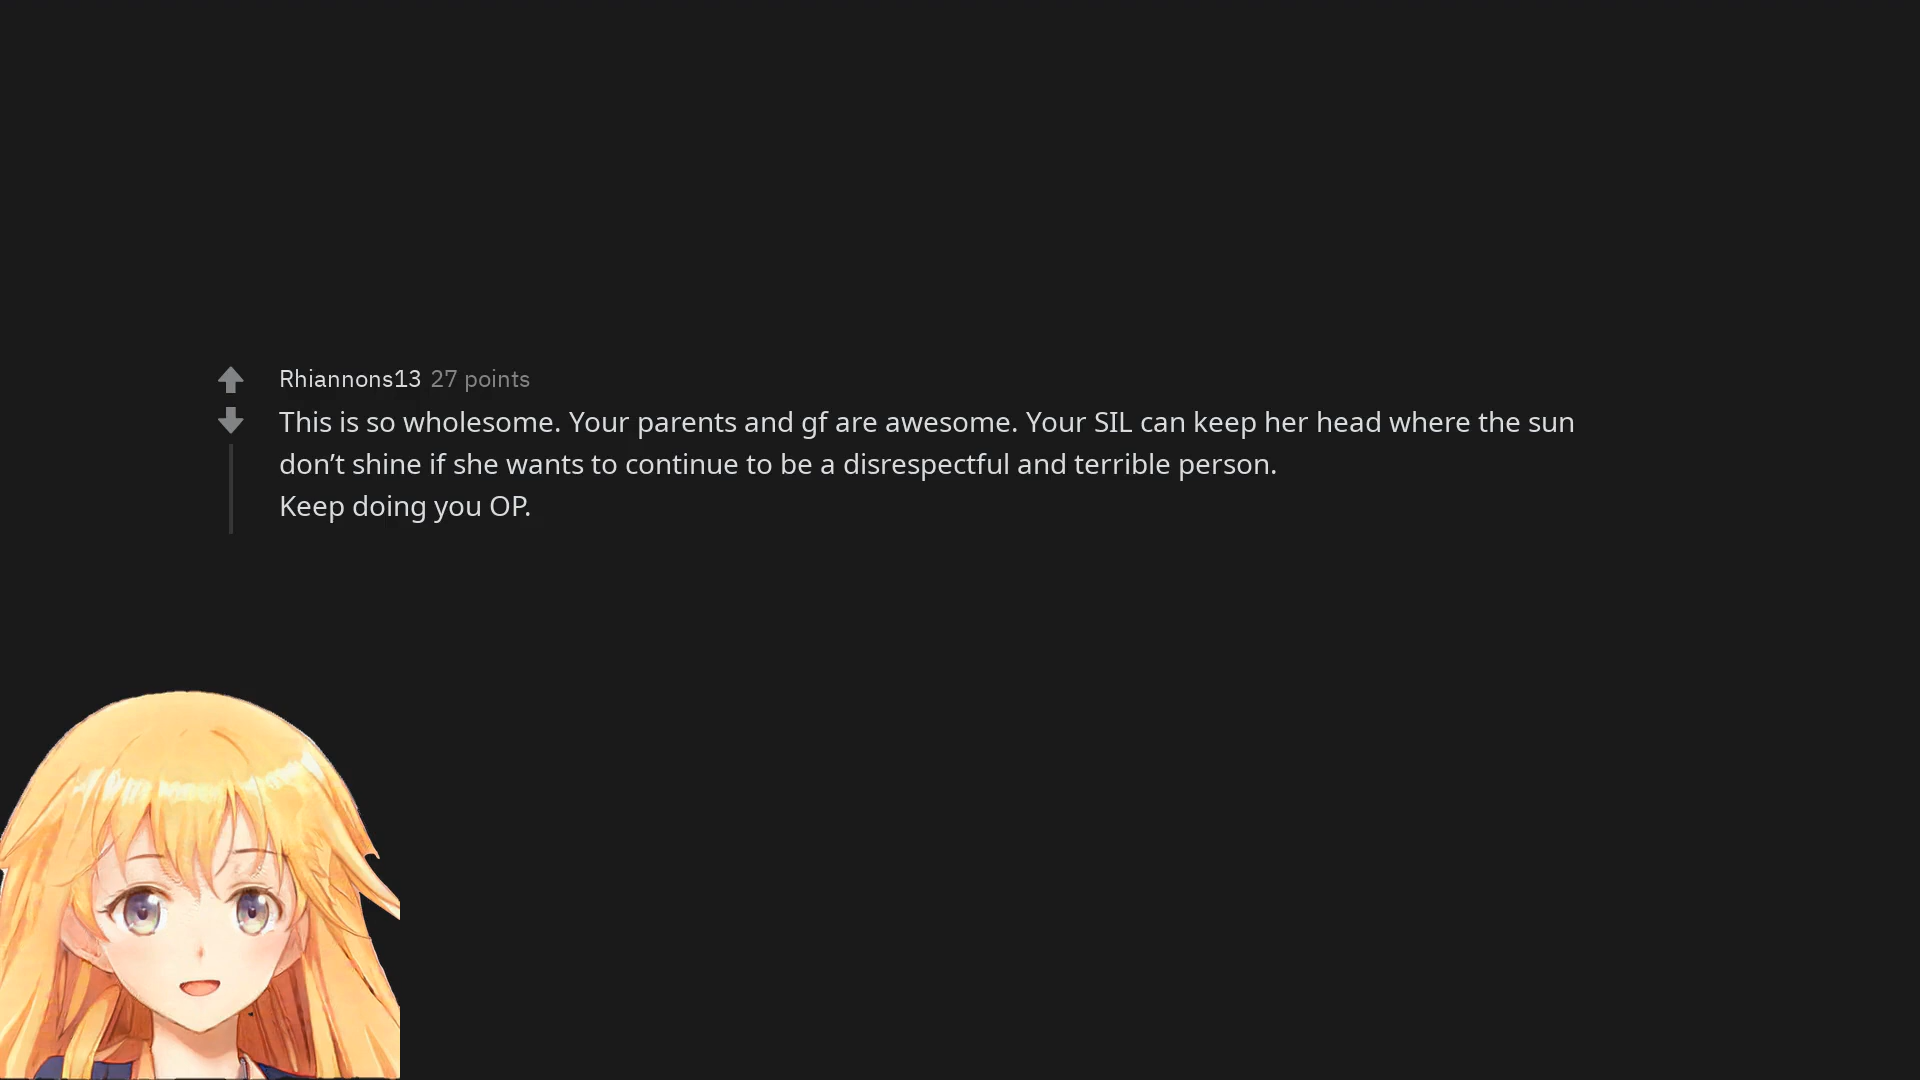 Rhiannons13 27 points
This is so wholesome. Your parents and gf are awesome. Your SIL can keep her head where the sun
don’t shine if she wants to continue to be a disrespectful and terrible person.
Keep doing you OP.